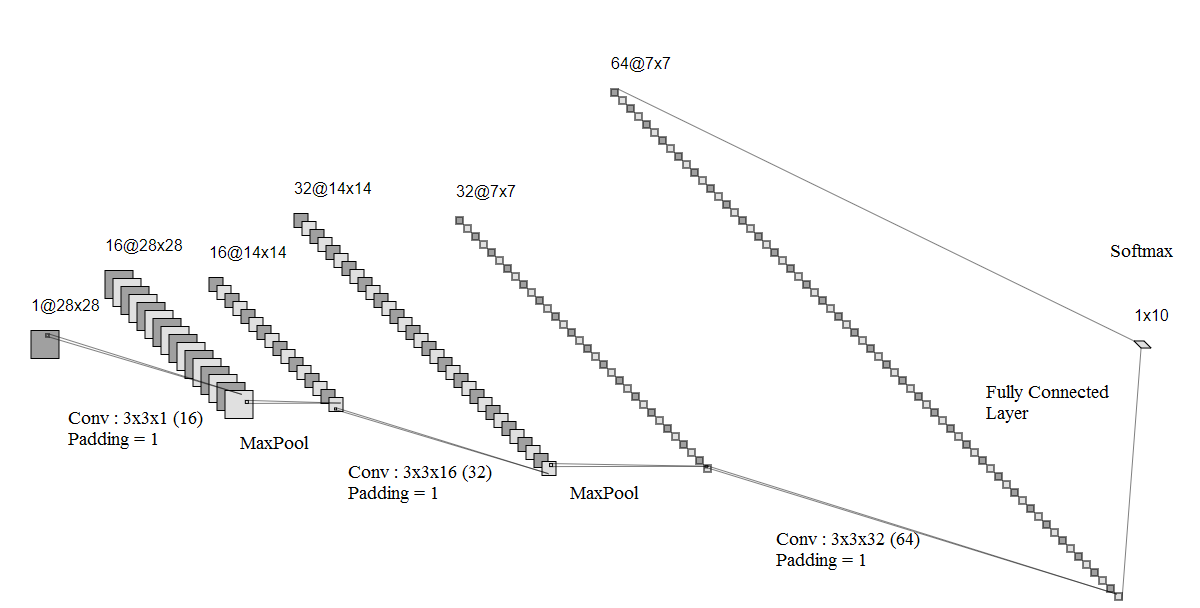 64@7x7
32@14x14
32@7x7
16@28x28
16@14x14
Softmax
1@28x28
1x10
Fully Connected
Layer
Conv : 3x3x1 (16)
Padding = 1
MaxPool
Conv : 3x3x16 (32)
Padding = 1
MaxPool
Conv : 3x3x32 (64)
Padding = 1